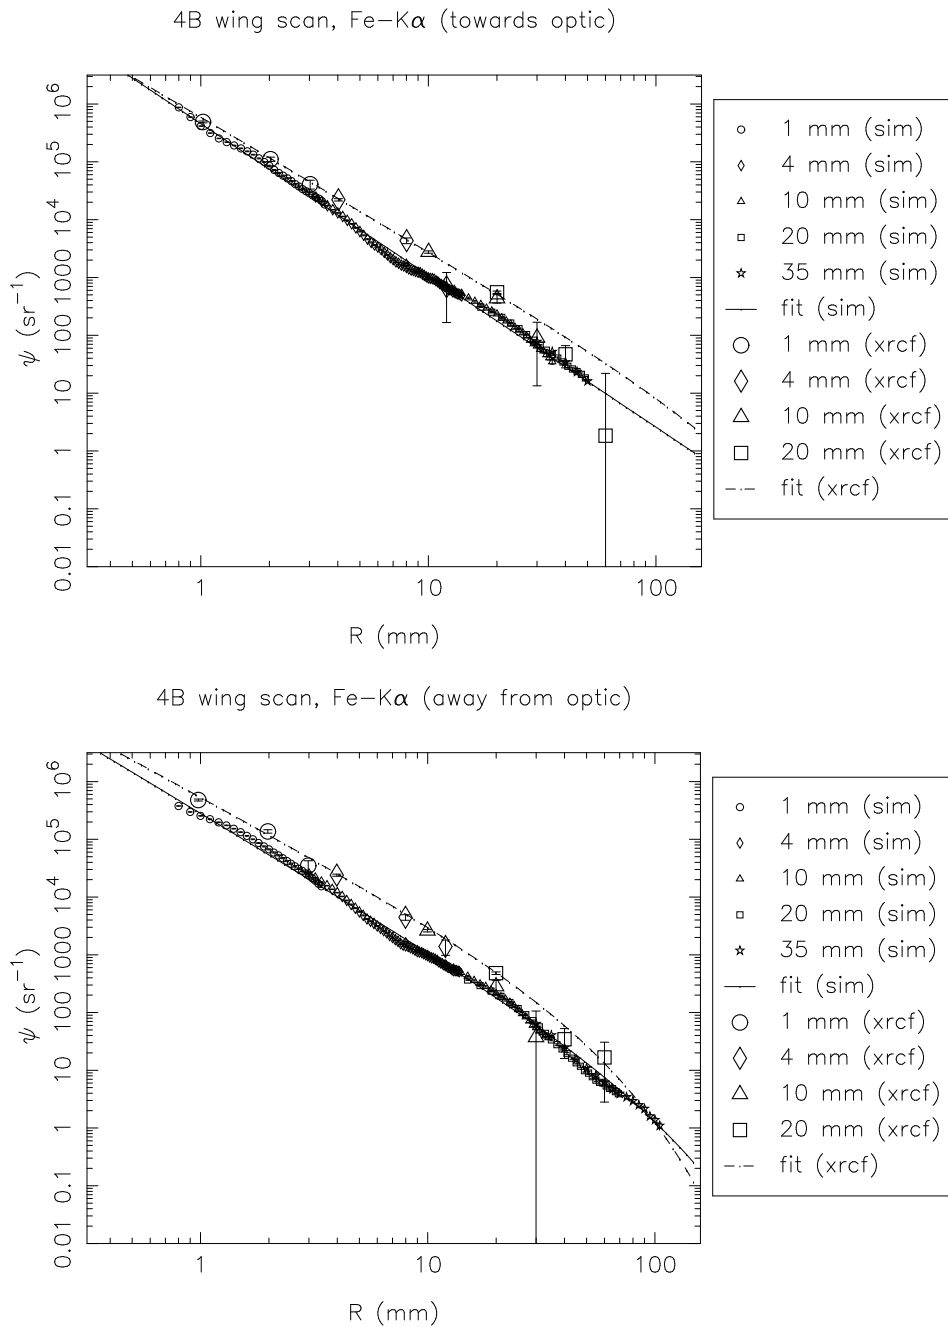 4B wing scan, Fe−Kα (towards optic)
ψ (sr⁻¹)
10⁶
10⁵
10⁴
1000
100
10
1
0.1
0.01
1
10
100
R (mm)
1 mm (sim)
4 mm (sim)
10 mm (sim)
20 mm (sim)
35 mm (sim)
fit (sim)
1 mm (xrcf)
4 mm (xrcf)
10 mm (xrcf)
20 mm (xrcf)
fit (xrcf)
4B wing scan, Fe−Kα (away from optic)
ψ (sr⁻¹)
10⁶
10⁵
10⁴
1000
100
10
1
0.1
0.01
1
10
100
R (mm)
1 mm (sim)
4 mm (sim)
10 mm (sim)
20 mm (sim)
35 mm (sim)
fit (sim)
1 mm (xrcf)
4 mm (xrcf)
10 mm (xrcf)
20 mm (xrcf)
fit (xrcf)